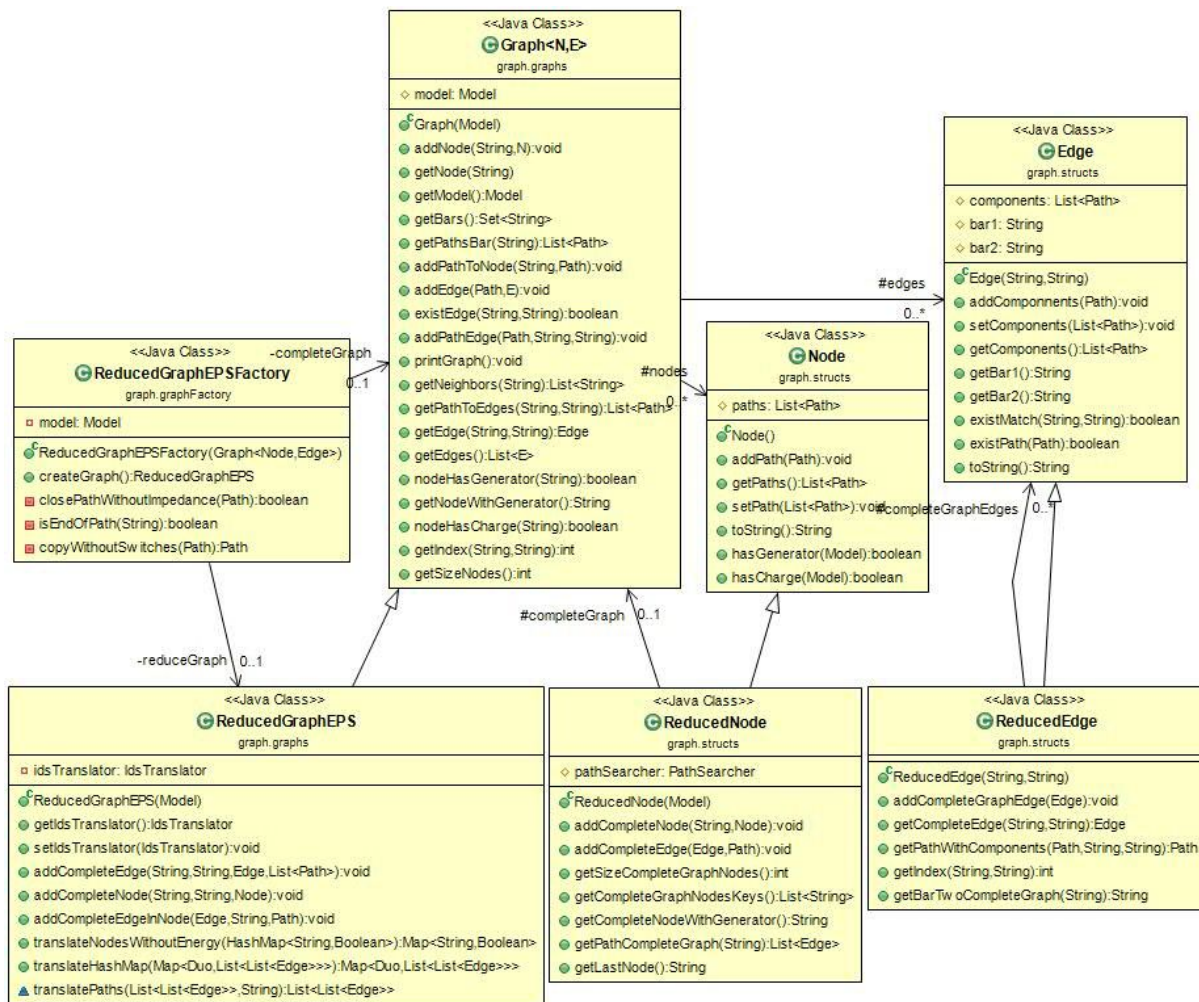 <<Java Class>>
Graph<N,E>
graph.graphs
model: Model
Graph(Model)
addNode(String,N):void
getNode(String)
getModel():Model
getBars():Set<String>
getPathsBar(String):List<Path>
addPathToNode(String,Path):void
addEdge(Path,E):void
existEdge(String,String):boolean
addPathEdge(Path,String,String):void
printGraph():void
getNeighbors(String):List<String>
getPathToEdges(String,String):List<Path>
getEdge(String,String):Edge
getEdges():List<E>
nodeHasGenerator(String):boolean
getNodeWithGenerator():String
nodeHasCharge(String):boolean
getIndex(String,String):int
getSizeNodes():int
<<Java Class>>
Edge
graph.structs
components: List<Path>
bar1: String
bar2: String
Edge(String,String)
addComponnents(Path):void
setComponents(List<Path>):void
getComponents():List<Path>
getBar1():String
getBar2():String
existMatch(String,String):boolean
existPath(Path):boolean
toString():String
#edges
0..*
<<Java Class>>
Node
graph.structs
paths: List<Path>
Node()
addPath(Path):void
getPaths():List<Path>
setPath(List<Path>):void
toString():String
hasGenerator(Model):boolean
hasCharge(Model):boolean
#nodes
0..*
<<Java Class>>
ReducedGraphEPSFactory
graph.graphFactory
model: Model
ReducedGraphEPSFactory(Graph<Node,Edge>)
createGraph():ReducedGraphEPS
closePathWithoutImpedance(Path):boolean
isEndOfPath(String):boolean
copyWithoutSwitches(Path):Path
-completeGraph
0..1
#completeGraphEdges
0..*
#completeGraph
0..1
-reduceGraph
0..1
<<Java Class>>
ReducedGraphEPS
graph.graphs
idsTranslator: IdsTranslator
ReducedGraphEPS(Model)
getIdsTranslator():IdsTranslator
setIdsTranslator(IdsTranslator):void
addCompleteEdge(String,String,Edge,List<Path>):void
addCompleteNode(String,String,Node):void
addCompleteEdgeInNode(Edge,String,Path):void
translateNodesWithoutEnergy(HashMap<String,Boolean>):Map<String,Boolean>
translateHashMap(Map<Duo,List<List<Edge>>>):Map<Duo,List<List<Edge>>>
translatePaths(List<List<Edge>>,String):List<List<Edge>>
<<Java Class>>
ReducedNode
graph.structs
pathSearcher: PathSearcher
ReducedNode(Model)
addCompleteNode(String,Node):void
addCompleteEdge(Edge,Path):void
getSizeCompleteGraphNodes():int
getCompleteGraphNodesKeys():List<String>
getCompleteNodeWithGenerator():String
getPathCompleteGraph(String):List<Edge>
getLastNode():String
<<Java Class>>
ReducedEdge
graph.structs
ReducedEdge(String,String)
addCompleteGraphEdge(Edge):void
getCompleteEdge(String,String):Edge
getPathWithComponents(Path,String,String):Path
getIndex(String,String):int
getBarTwoCompleteGraph(String):String